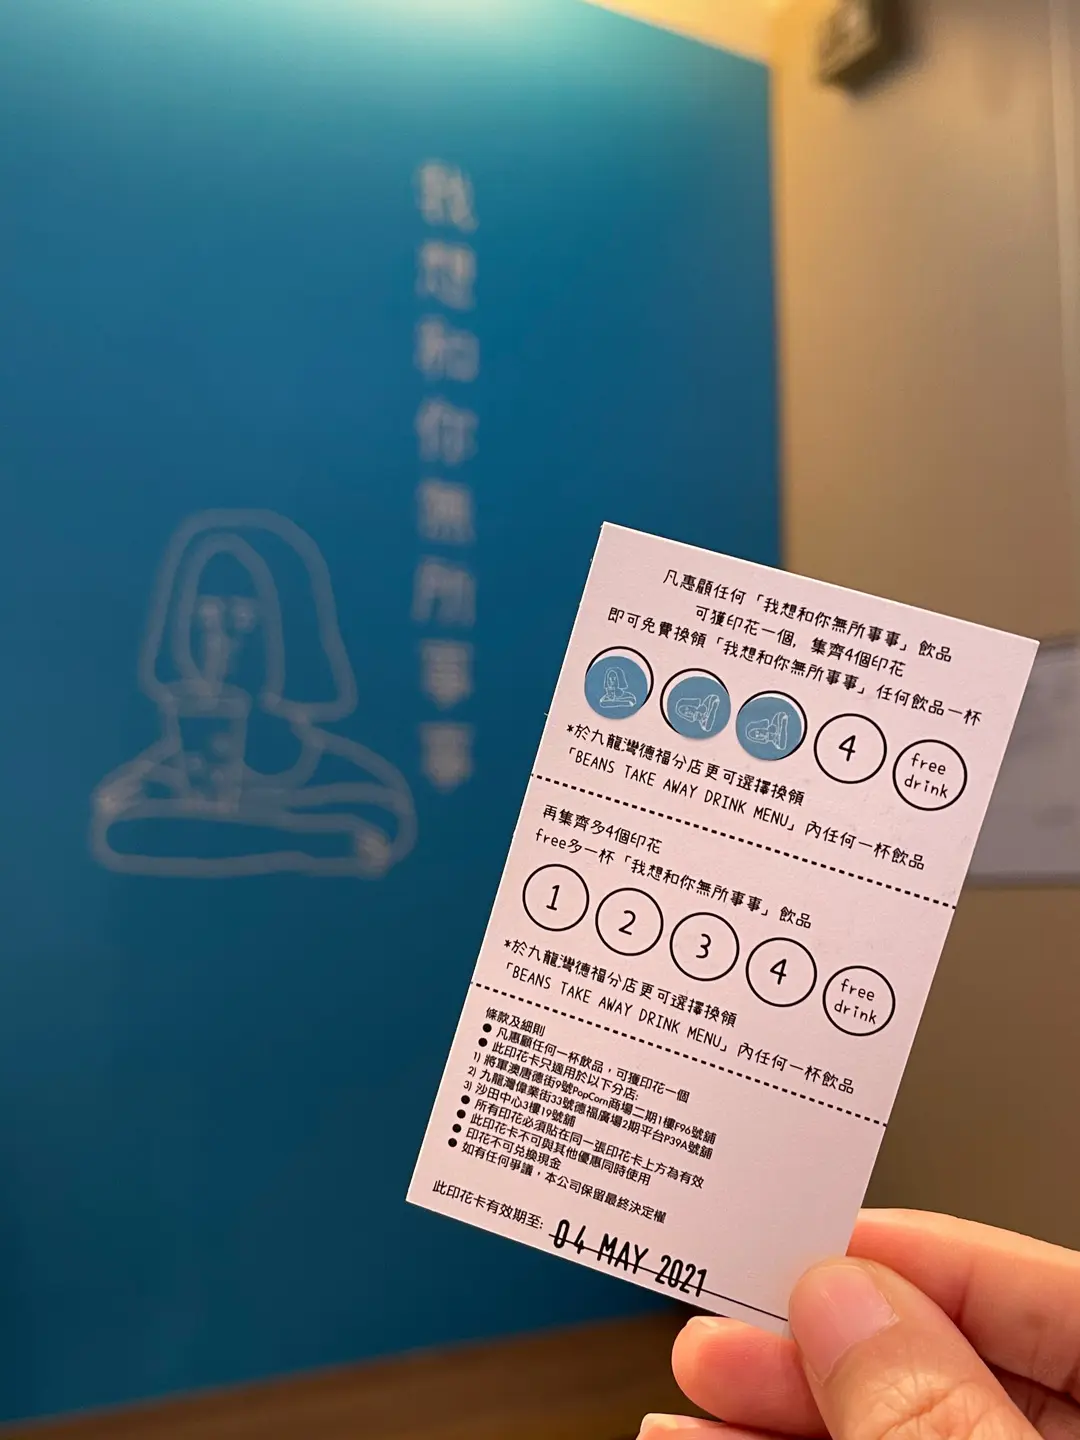 我想和你無所事事
凡惠顧任何「我想和你無所事事」飲品
可獲印花一個, 集齊4個印花
即可免費換領「我想和你無所事事」任何飲品一杯
4
free
drink
*於九龍灣德福分店更可選擇換領
「BEANS TAKE AWAY DRINK MENU」內任何一杯飲品
再集齊多4個印花
free多一杯「我想和你無所事事」飲品
1 2 3 4
free
drink
*於九龍灣德福分店更可選擇換領
「BEANS TAKE AWAY DRINK MENU」內任何一杯飲品
條款及細則
● 凡惠顧任何一杯飲品，可獲印花一個
● 此印花卡只適用於以下分店:
1) 將軍澳唐德街9號PopCorn商場二期1樓F96號舖
2) 九龍灣偉業街33號德福廣場2期平台P39A號舖
3) 沙田中心3樓19號舖
● 所有印花必須貼在同一張印花卡上方為有效
● 此印花卡不可與其他優惠同時使用
● 印花不可兌換現金
● 如有任何爭議，本公司保留最終決定權
此印花卡有效期至: 04 MAY 2021